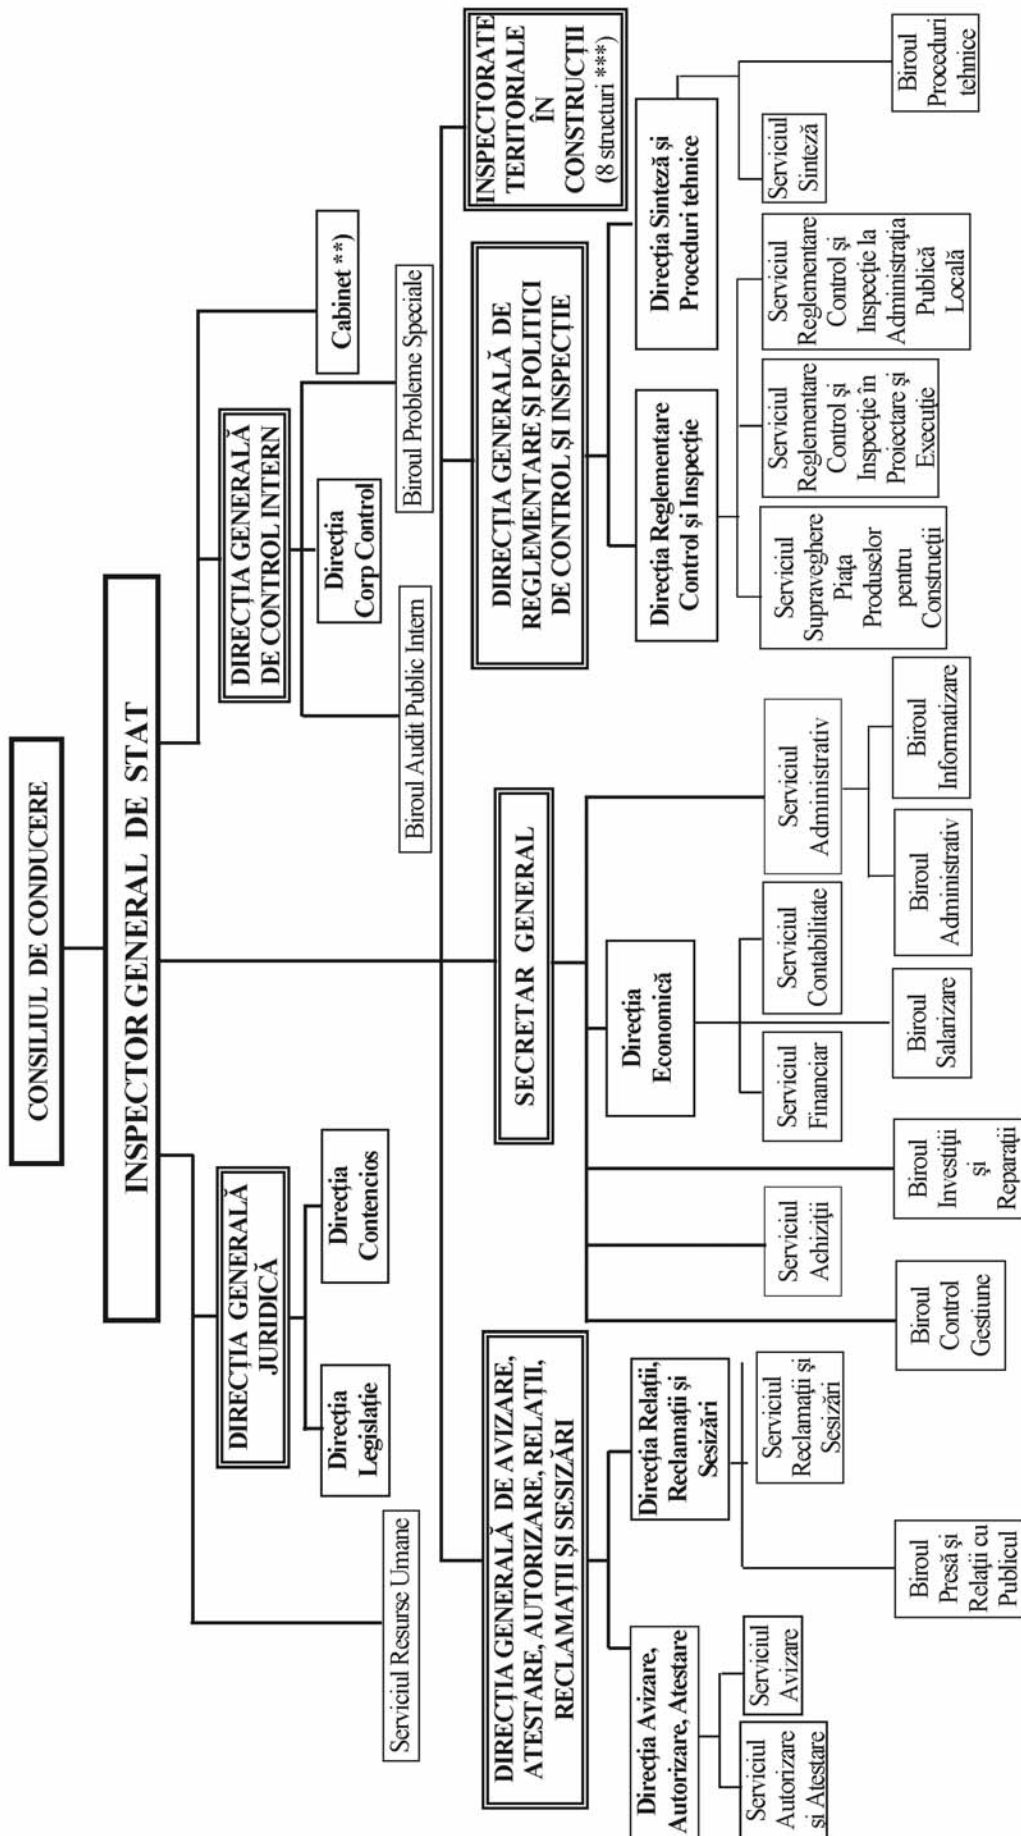 CONSILIUL DE CONDUCERE
INSPECTOR GENERAL DE STAT
DIRECȚIA GENERALĂ
JURIDICĂ
DIRECȚIA GENERALĂ
DE CONTROL INTERN
Cabinet **)
Direcția
Legislație
Direcția
Contencios
Direcția
Corp Control
Serviciul Resurse Umane
Biroul Audit Public Intern
Biroul Probleme Speciale
DIRECȚIA GENERALĂ DE AVIZARE,
ATESTARE, AUTORIZARE, RELAȚII,
RECLAMAȚII ȘI SESIZĂRI
SECRETAR GENERAL
DIRECȚIA GENERALĂ DE
REGLEMENTARE ȘI POLITICI
DE CONTROL ȘI INSPECȚIE
INSPECTORATE
TERITORIALE
ÎN
CONSTRUCȚII
(8 structuri ***)
Direcția Avizare,
Autorizare, Atestare
Direcția Relații,
Reclamații și
Sesizări
Direcția
Economică
Direcția Reglementare
Control și Inspecție
Direcția Sinteză și
Proceduri tehnice
Serviciul
Autorizare
și Atestare
Serviciul
Avizare
Serviciul
Reclamații și
Sesizări
Serviciul
Achiziții
Serviciul
Financiar
Serviciul
Contabilitate
Serviciul
Administrativ
Serviciul
Supraveghere
Piața
Produselor
pentru
Construcții
Serviciul
Reglementare
Control și
Inspecție în
Proiectare și
Execuție
Serviciul
Reglementare
Control și
Inspecție la
Administrația
Publică
Locală
Serviciul
Sinteză
Biroul
Presă și
Relații cu
Publicul
Biroul
Control
Gestiune
Biroul
Investiții
și
Reparații
Biroul
Salarizare
Biroul
Administrativ
Biroul
Informatizare
Biroul
Proceduri
tehnice